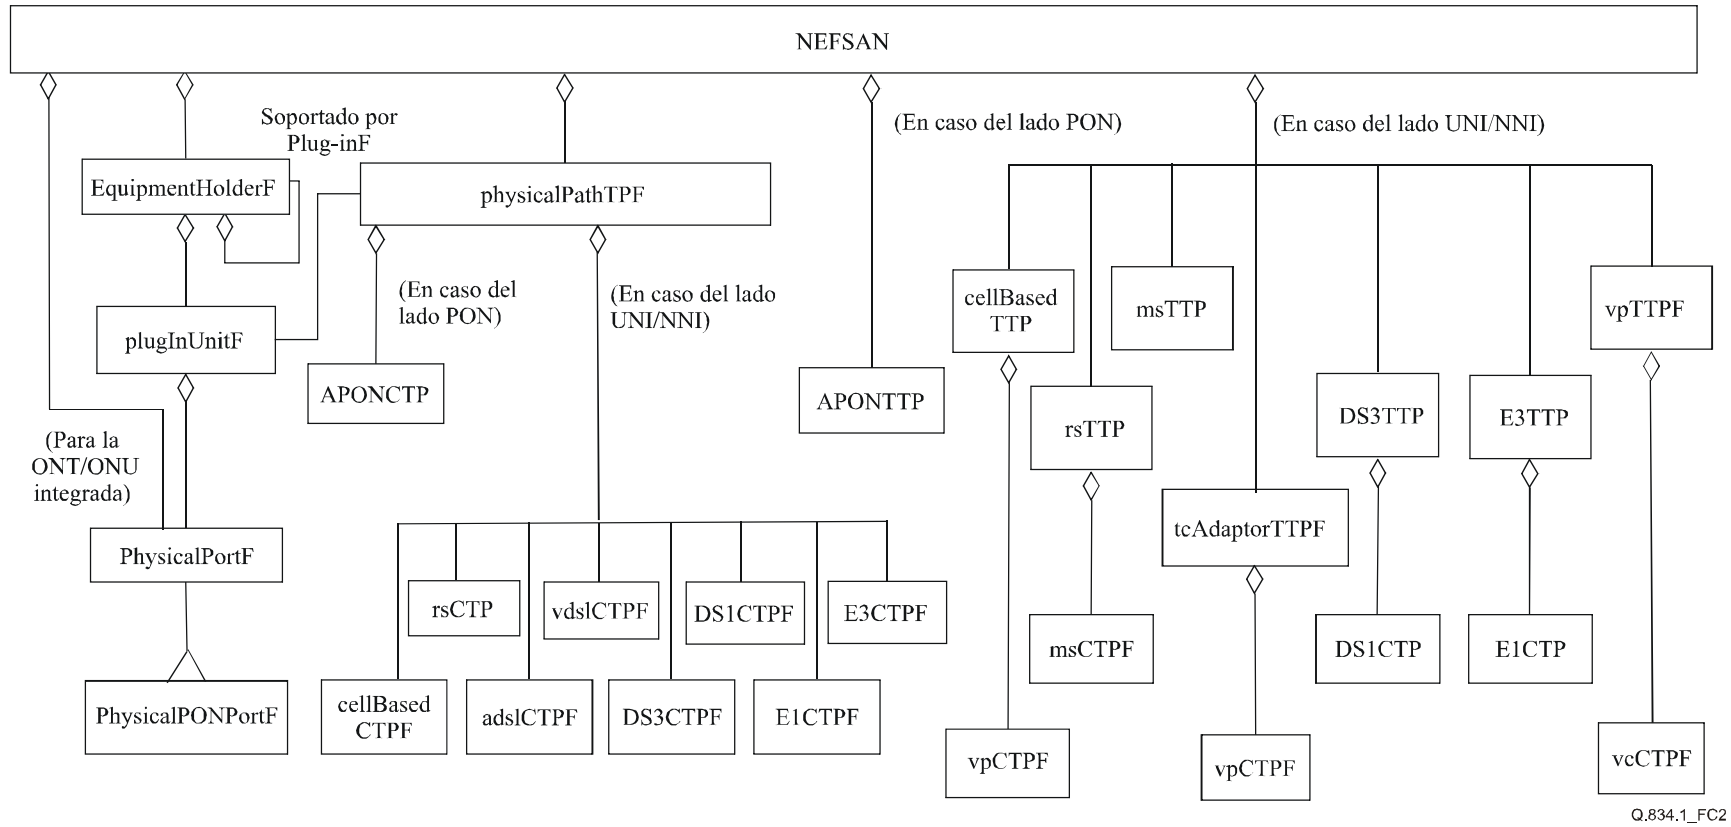 NEFSAN
(En caso del lado PON)
(En caso del lado UNI/NNI)
Soportado por
Plug-inF
EquipmentHolderF
physicalPathTPF
(En caso del
lado PON)
(En caso del lado
UNI/NNI)
cellBased
TTP
msTTP
vpTTPF
plugInUnitF
APONCTP
APONTTP
rsTTP
DS3TTP
E3TTP
(Para la
ONT/ONU
integrada)
tcAdaptorTTPF
PhysicalPortF
rsCTP
vdslCTPF
DS1CTPF
E3CTPF
msCTPF
DS1CTP
E1CTP
PhysicalPONPortF
cellBased
CTPF
adslCTPF
DS3CTPF
E1CTPF
vpCTPF
vpCTPF
vcCTPF
Q.834.1_FC2